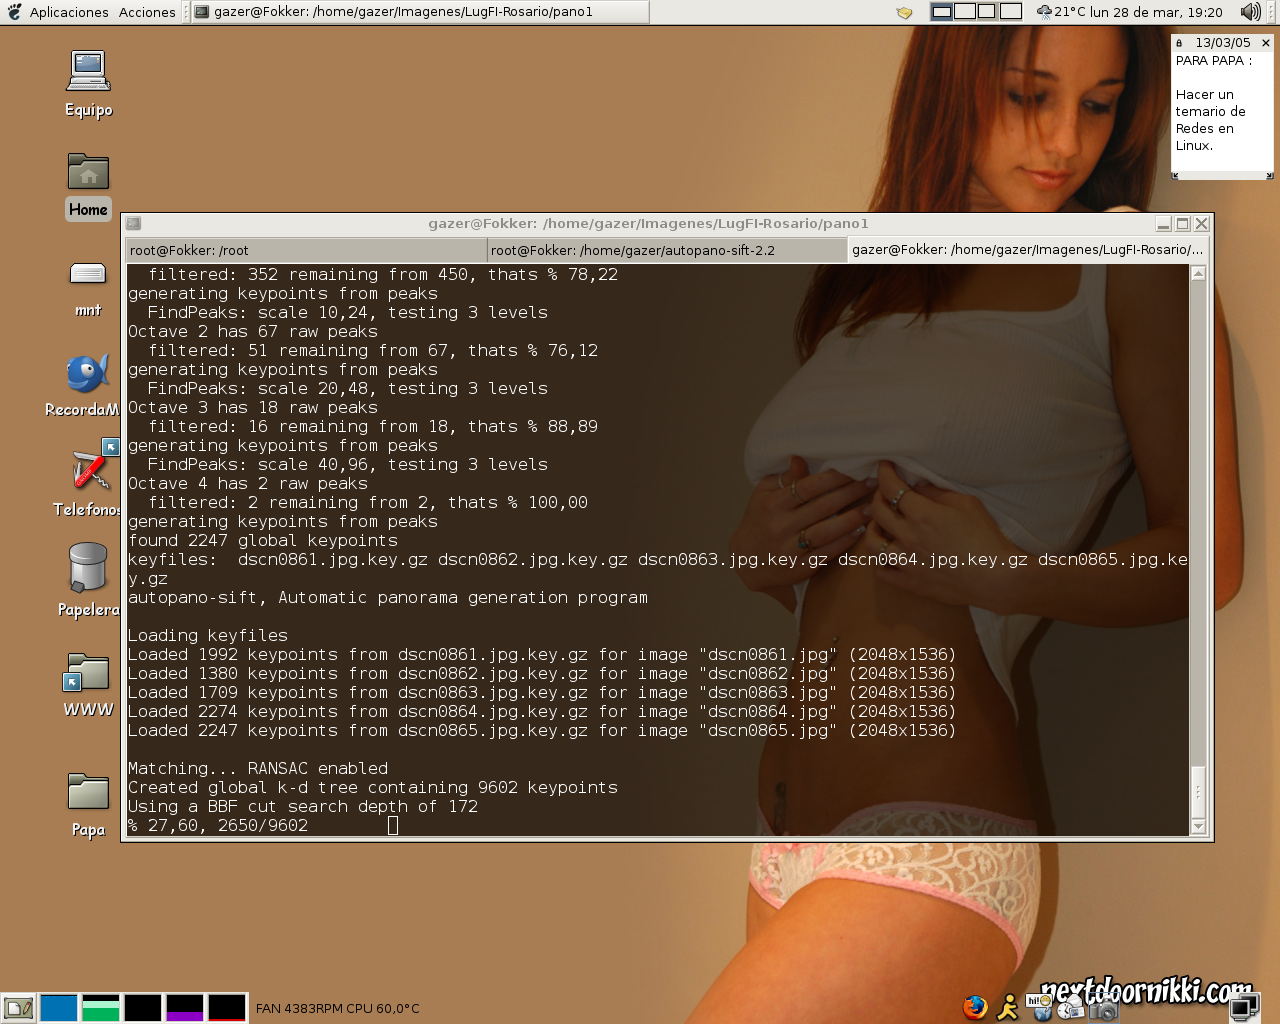 Aplicaciones Acciones gazer@Fokker: /home/gazer/Imagenes/LugFI-Rosario/pano1 21°C lun 28 de mar, 19:20
13/03/05
PARA PAPA :
Hacer un
temario de
Redes en
Linux.
Equipo
Home
mnt
RecordaM
Telefonos
Papelera
WWW
Papa
gazer@Fokker: /home/gazer/Imagenes/LugFI-Rosario/pano1
root@Fokker: /root
root@Fokker: /home/gazer/autopano-sift-2.2
gazer@Fokker: /home/gazer/Imagenes/LugFI-Rosario/...
filtered: 352 remaining from 450, thats % 78,22
generating keypoints from peaks
FindPeaks: scale 10,24, testing 3 levels
Octave 2 has 67 raw peaks
filtered: 51 remaining from 67, thats % 76,12
generating keypoints from peaks
FindPeaks: scale 20,48, testing 3 levels
Octave 3 has 18 raw peaks
filtered: 16 remaining from 18, thats % 88,89
generating keypoints from peaks
FindPeaks: scale 40,96, testing 3 levels
Octave 4 has 2 raw peaks
filtered: 2 remaining from 2, thats % 100,00
generating keypoints from peaks
found 2247 global keypoints
keyfiles:  dscn0861.jpg.key.gz dscn0862.jpg.key.gz dscn0863.jpg.key.gz dscn0864.jpg.key.gz dscn0865.jpg.ke
y.gz
autopano-sift, Automatic panorama generation program
Loading keyfiles
Loaded 1992 keypoints from dscn0861.jpg.key.gz for image "dscn0861.jpg" (2048x1536)
Loaded 1380 keypoints from dscn0862.jpg.key.gz for image "dscn0862.jpg" (2048x1536)
Loaded 1709 keypoints from dscn0863.jpg.key.gz for image "dscn0863.jpg" (2048x1536)
Loaded 2274 keypoints from dscn0864.jpg.key.gz for image "dscn0864.jpg" (2048x1536)
Loaded 2247 keypoints from dscn0865.jpg.key.gz for image "dscn0865.jpg" (2048x1536)
Matching... RANSAC enabled
Created global k-d tree containing 9602 keypoints
Using a BBF cut search depth of 172
% 27,60, 2650/9602
nextdoornikki.com
hi!
FAN 4383RPM CPU 60,0°C